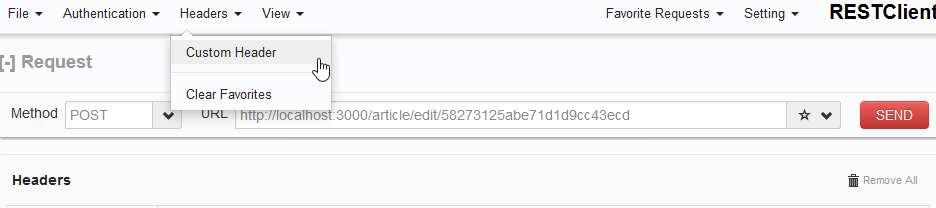 File Authentication Headers View Favorite Requests Setting RESTClient
Custom Header
[-] Request
Clear Favorites
Method POST URL http://localhost:3000/article/edit/58273125abe71d1d9cc43ecd SEND
Headers Remove All